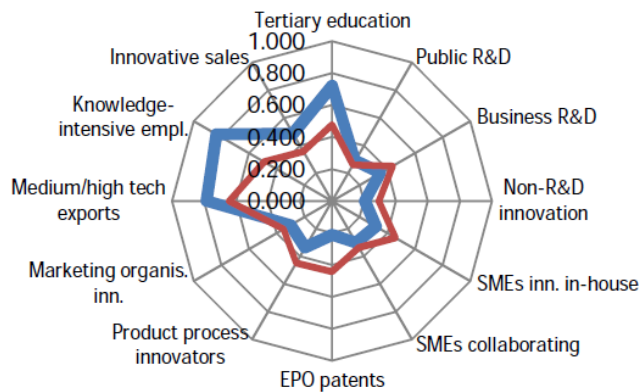 Tertiary education
1.000
Innovative sales
0.800
Public R&D
0.600
Knowledge-
intensive empl.
0.400
Business R&D
0.200
Medium/high tech
exports
0.000
Non-R&D
innovation
Marketing organis.
inn.
SMEs inn. in-house
Product process
innovators
SMEs collaborating
EPO patents